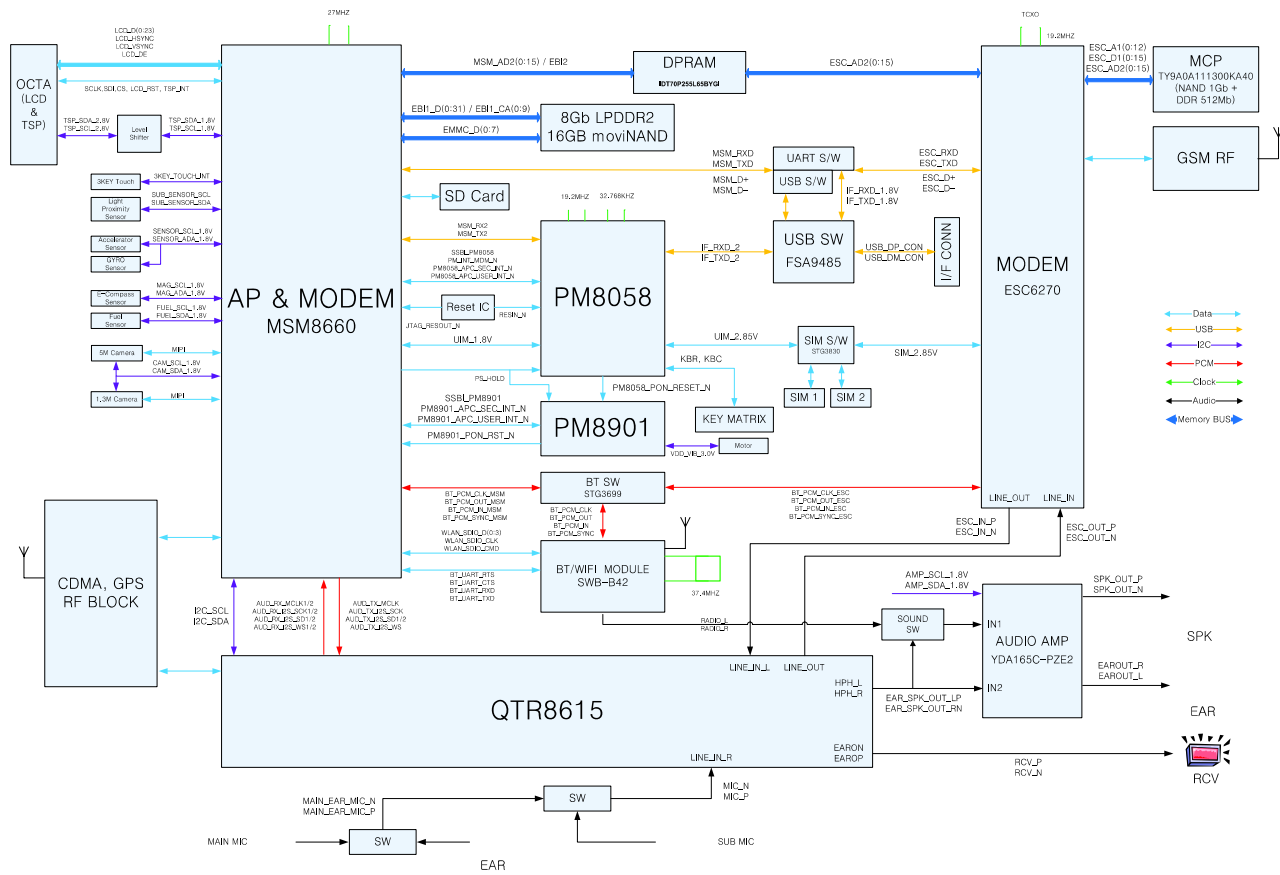 27MHZ
TCXO
19.2MHZ
LCD_D(0:23)
LCD_HSYNC
LCD_VSYNC
LCD_DE
OCTA
(LCD
&
TSP)
SCLK,SDI,CS, LCD_RST, TSP_INT
TSP_SDA_2.8V
TSP_SCL_2.8V
Level
Shifter
TSP_SDA_1.8V
TSP_SCL_1.8V
3KEY Touch
3KEY_TOUCH_INT
Light
Proximity
Sensor
SUB_SENSOR_SCL
SUB_SENSOR_SDA
Accelerator
Sensor
SENSOR_SCL_1.8V
SENSOR_ADA_1.8V
GYRO
Sensor
E-Compass
Sensor
MAG_SCL_1.8V
MAG_ADA_1.8V
Fuel
Sensor
FUEL_SCL_1.8V
FUEL_SDA_1.8V
5M Camera
MIPI
CAM_SCL_1.8V
CAM_SDA_1.8V
1.3M Camera
MIPI
AP & MODEM
MSM8660
MSM_AD2(0:15) / EBI2
DPRAM
IDT70P255L65BYGI
ESC_AD2(0:15)
ESC_A1(0:12)
ESC_D1(0:15)
ESC_AD2(0:15)
MCP
TY9A0A111300KA40
(NAND 1Gb +
DDR 512Mb)
EBI1_D(0:31) / EBI1_CA(0:9)
EMMC_D(0:7)
8Gb LPDDR2
16GB moviNAND
MSM_RXD
MSM_TXD
MSM_D+
MSM_D-
UART S/W
USB S/W
ESC_RXD
ESC_TXD
ESC_D+
ESC_D-
IF_RXD_1.8V
IF_TXD_1.8V
GSM RF
SD Card
19.2MHZ
32.768KHZ
MSM_RX2
MSM_TX2
PM8058
IF_RXD_2
IF_TXD_2
USB SW
FSA9485
USB_DP_CON
USB_DM_CON
I/F CONN
MODEM
ESC6270
SSBI_PM8058
PM_INT_MDM_N
PM8058_APC_SEC_INT_N
PM8058_APC_USER_INT_N
Reset IC
RESIN_N
JTAG_RESOUT_N
UIM_1.8V
UIM_2.85V
SIM S/W
STG3830
SIM_2.85V
SIM 1
SIM 2
KBR, KBC
KEY MATRIX
PS_HOLD
PM8058_PON_RESET_N
SSBI_PM8901
PM8901_APC_SEC_INT_N
PM8901_APC_USER_INT_N
PM8901_PON_RST_N
PM8901
VDD_VIB_3.0V
Motor
Data
USB
I2C
PCM
Clock
Audio
Memory BUS
BT SW
STG3699
BT_PCM_CLK_MSM
BT_PCM_OUT_MSM
BT_PCM_IN_MSM
BT_PCM_SYNC_MSM
BT_PCM_CLK
BT_PCM_OUT
BT_PCM_IN
BT_PCM_SYNC
BT_PCM_CLK_ESC
BT_PCM_OUT_ESC
BT_PCM_IN_ESC
BT_PCM_SYNC_ESC
LINE_OUT
LINE_IN
ESC_IN_P
ESC_IN_N
ESC_OUT_P
ESC_OUT_N
WLAN_SDIO_D(0:3)
WLAN_SDIO_CLK
WLAN_SDIO_CMD
BT_UART_RTS
BT_UART_CTS
BT_UART_RXD
BT_UART_TXD
BT/WIFI MODULE
SWB-B42
37.4MHZ
CDMA, GPS
RF BLOCK
I2C_SCL
I2C_SDA
AUD_RX_MCLK1/2
AUD_RX_I2S_SCK1/2
AUD_RX_I2S_SD1/2
AUD_RX_I2S_WS1/2
AUD_TX_MCLK
AUD_TX_I2S_SCK
AUD_TX_I2S_SD1/2
AUD_TX_I2S_WS
RADIO_L
RADIO_R
SOUND
SW
AMP_SCL_1.8V
AMP_SDA_1.8V
IN1
IN2
AUDIO AMP
YDA165C-PZE2
SPK_OUT_P
SPK_OUT_N
SPK
EAROUT_R
EAROUT_L
EAR
QTR8615
LINE_IN_L
LINE_OUT
HPH_L
HPH_R
EAR_SPK_OUT_LP
EAR_SPK_OUT_RN
LINE_IN_R
EARON
EAROP
RCV_P
RCV_N
RCV
MAIN_EAR_MIC_N
MAIN_EAR_MIC_P
SW
MIC_N
MIC_P
MAIN MIC
SW
SUB MIC
EAR